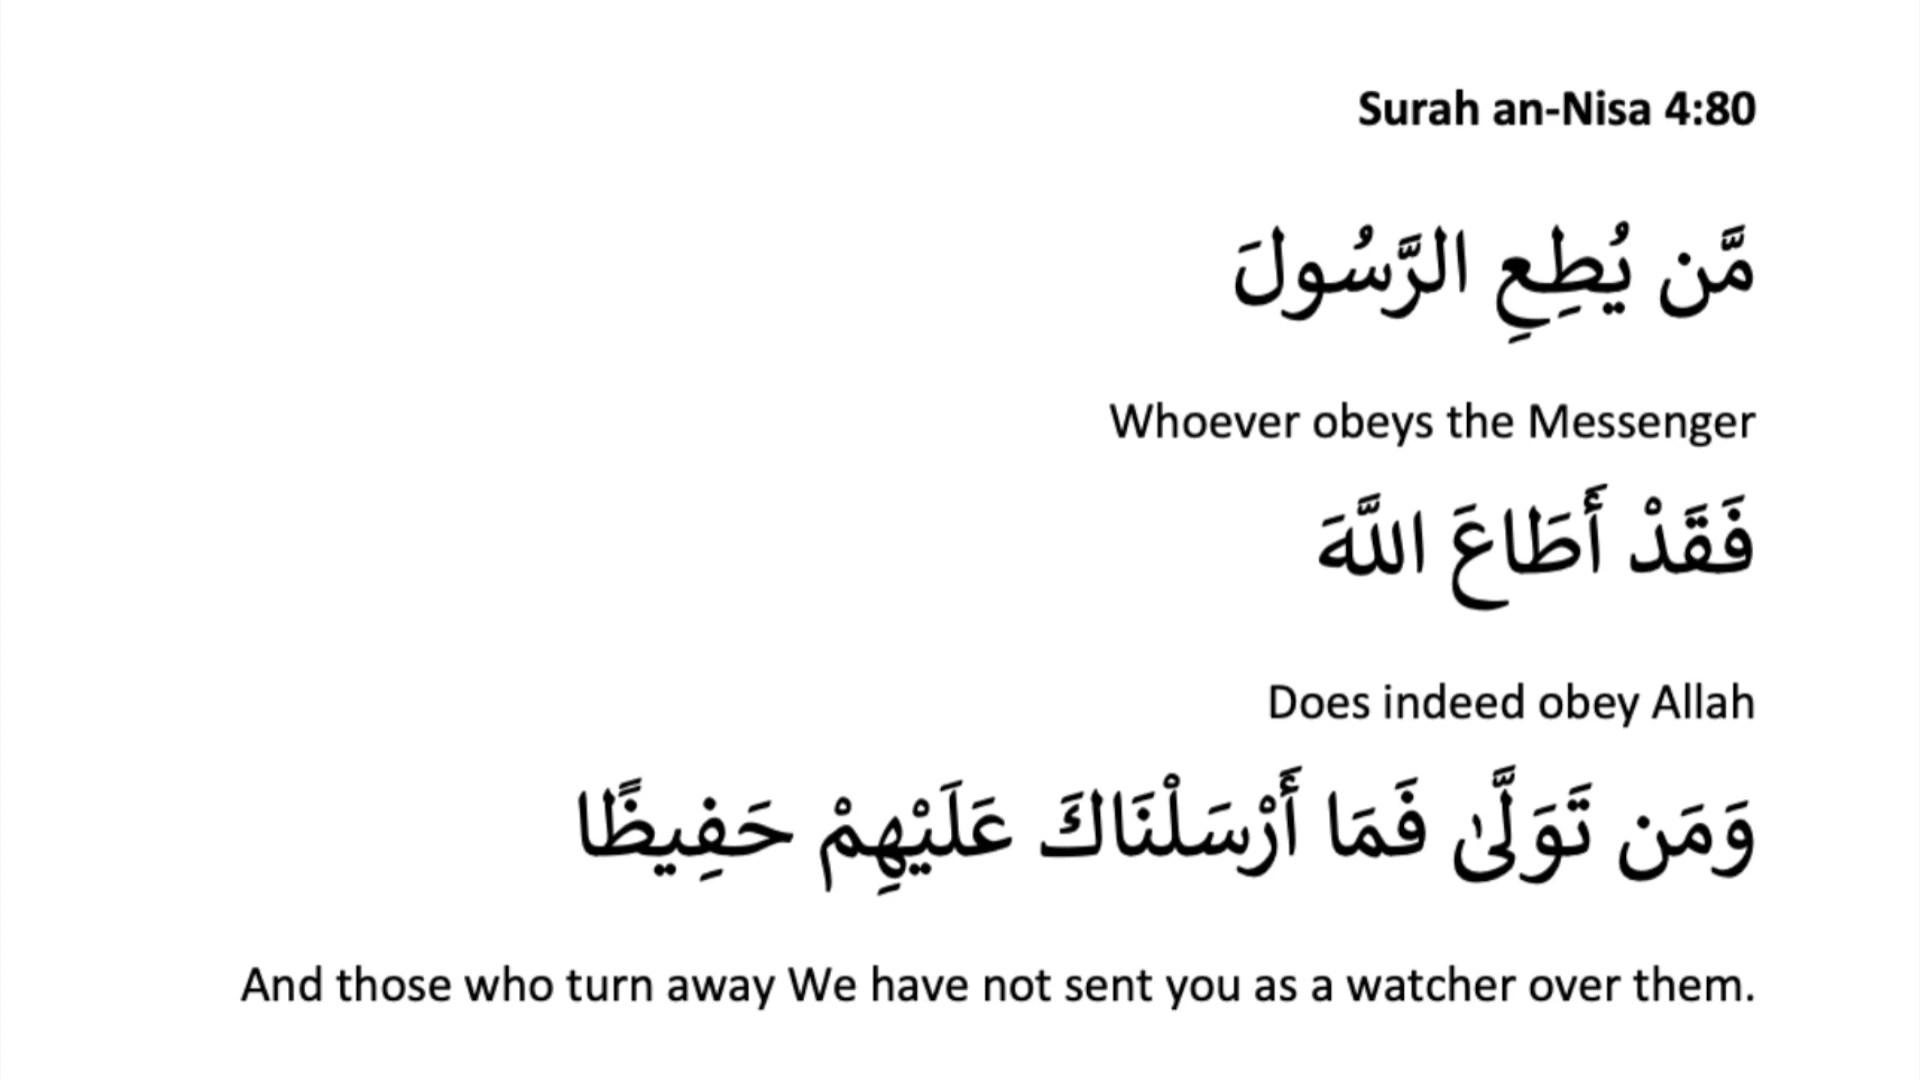 Surah an-Nisa 4:80
مَّن يُطِعِ الرَّسُولَ
Whoever obeys the Messenger
فَقَدْ أَطَاعَ اللَّهَ
Does indeed obey Allah
وَمَن تَوَلَّىٰ فَمَا أَرْسَلْنَاكَ عَلَيْهِمْ حَفِيظًا
And those who turn away We have not sent you as a watcher over them.